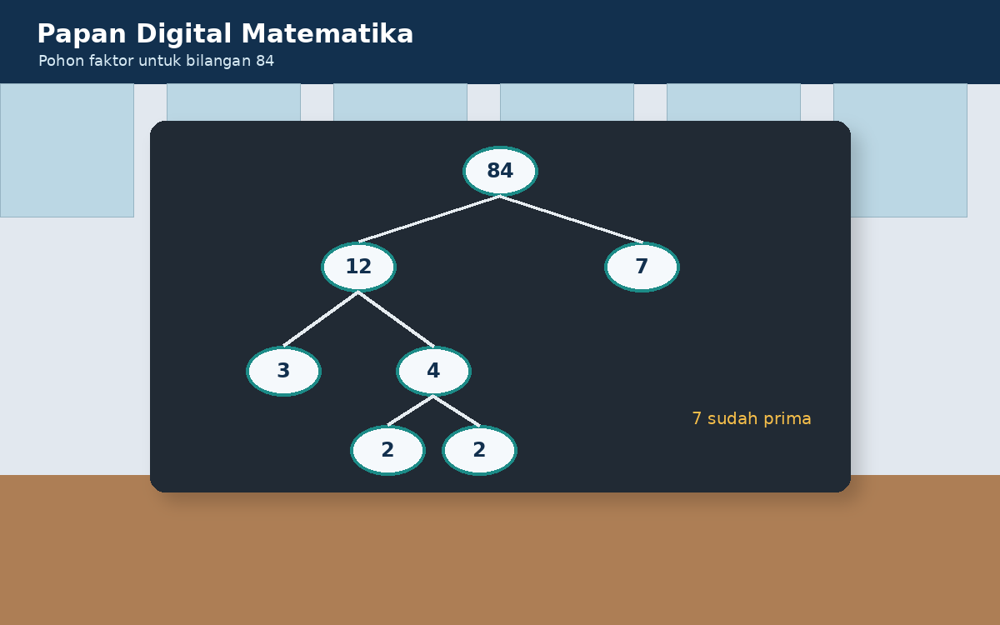 Papan Digital Matematika
Pohon faktor untuk bilangan 84
84
12
7
3
4
7 sudah prima
2
2